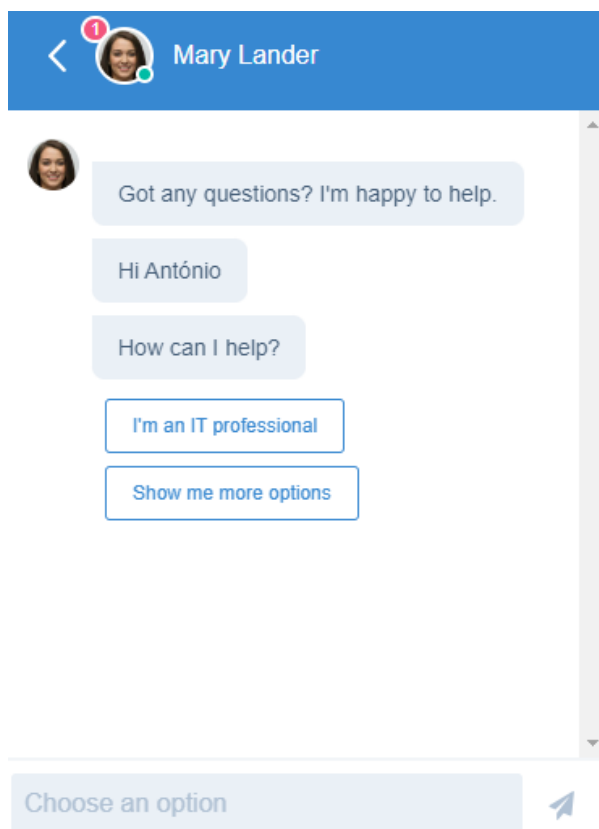 1
Mary Lander
Got any questions? I'm happy to help.
Hi António
How can I help?
I'm an IT professional
Show me more options
Choose an option